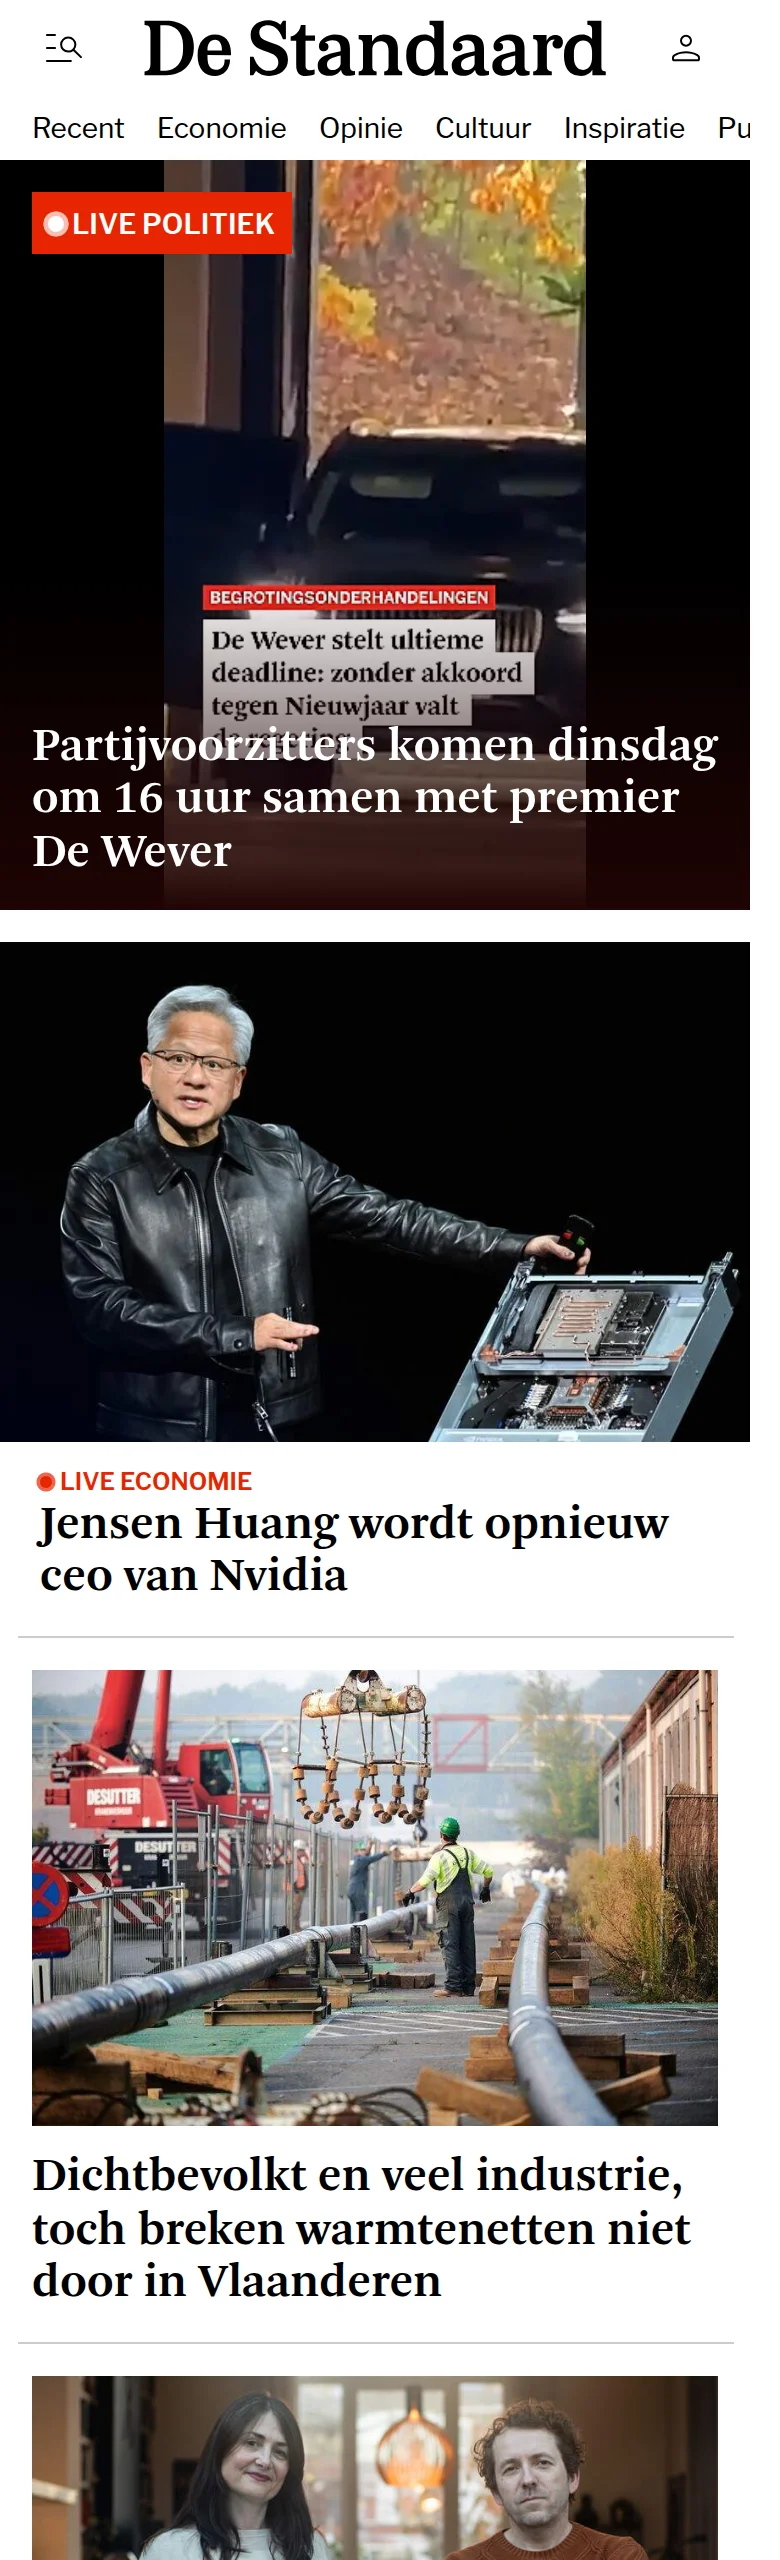 De Standaard
Recent Economie Opinie Cultuur Inspiratie Pu
LIVE POLITIEK
BEGROTINGSONDERHANDELINGEN
De Wever stelt ultieme
deadline: zonder akkoord
tegen Nieuwjaar valt
de regering
Partijvoorzitters komen dinsdag
om 16 uur samen met premier
De Wever
LIVE ECONOMIE
Jensen Huang wordt opnieuw
ceo van Nvidia
DESUTTER
DESUTTER
Dichtbevolkt en veel industrie,
toch breken warmtenetten niet
door in Vlaanderen